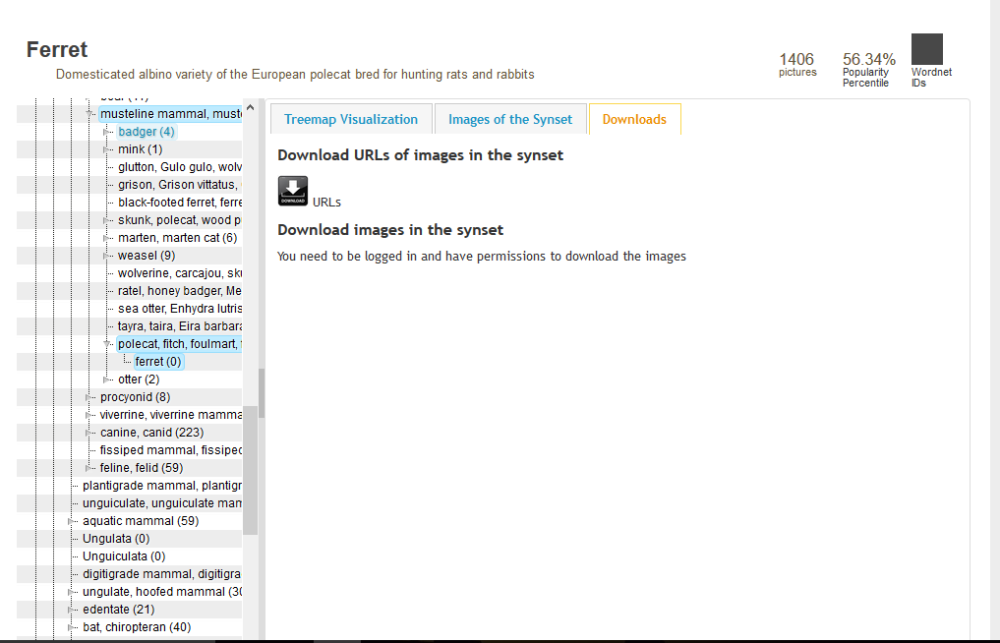 Ferret
Domesticated albino variety of the European polecat bred for hunting rats and rabbits
1406
pictures
56.34%
Popularity
Percentile
Wordnet
IDs
musteline mammal, muste
badger (4)
mink (1)
glutton, Gulo gulo, wolv
grison, Grison vittatus,
black-footed ferret, ferre
skunk, polecat, wood p
marten, marten cat (6)
weasel (9)
wolverine, carcajou, sku
ratel, honey badger, Me
sea otter, Enhydra lutris
tayra, taira, Eira barbara
polecat, fitch, foulmart,
ferret (0)
otter (2)
procyonid (8)
viverrine, viverrine mamma
canine, canid (223)
fissiped mammal, fissiped
feline, felid (59)
plantigrade mammal, plantigr
unguiculate, unguiculate mam
aquatic mammal (59)
Ungulata (0)
Unguiculata (0)
digitigrade mammal, digitigra
ungulate, hoofed mammal (30
edentate (21)
bat, chiropteran (40)
Treemap Visualization
Images of the Synset
Downloads
Download URLs of images in the synset
DOWNLOAD
URLs
Download images in the synset
You need to be logged in and have permissions to download the images